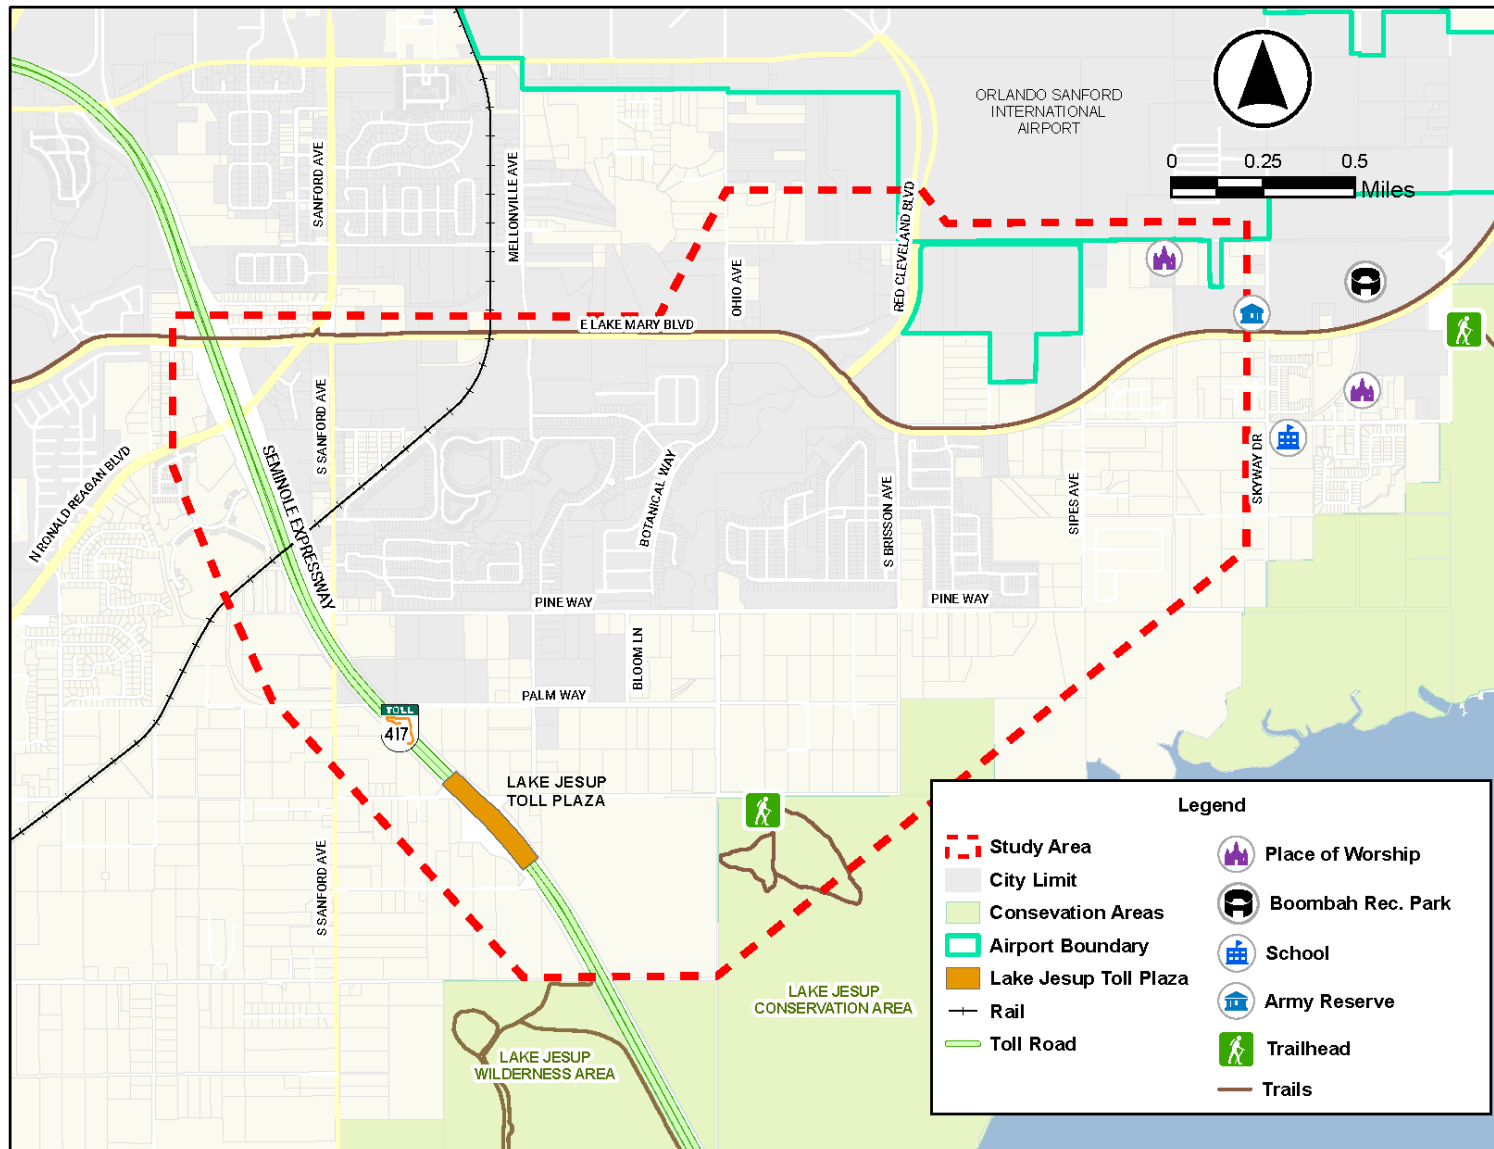 ORLANDO SANFORD
INTERNATIONAL
AIRPORT
0 0.25 0.5
Miles
SANFORD AVE
MELLONVILLE AVE
RED CLEVELAND BLVD
OHIO AVE
E LAKE MARY BLVD
S SANFORD AVE
N RONALD REAGAN BLVD
SEMINOLE EXPRESSWAY
BOTANICAL WAY
S BRISSON AVE
SIPES AVE
SKYWAY DR
PINE WAY
PINE WAY
BLOOM LN
PALM WAY
TOLL
417
LAKE JESUP
TOLL PLAZA
S SANFORD AVE
LAKE JESUP
CONSERVATION AREA
LAKE JESUP
WILDERNESS AREA
Legend
Study Area
City Limit
Consevation Areas
Airport Boundary
Lake Jesup Toll Plaza
Rail
Toll Road
Place of Worship
Boombah Rec. Park
School
Army Reserve
Trailhead
Trails